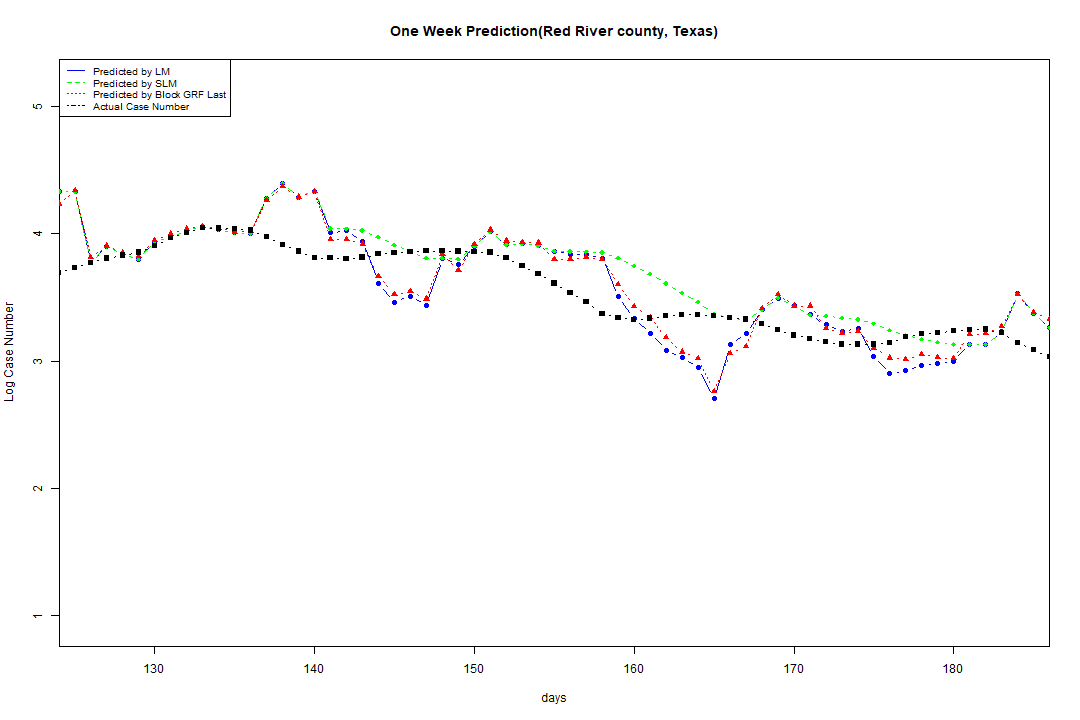 One Week Prediction(Red River county, Texas)
Predicted by LM
Predicted by SLM
Predicted by Block GRF Last
Actual Case Number
5
4
3
2
1
Log Case Number
130 140 150 160 170 180
days